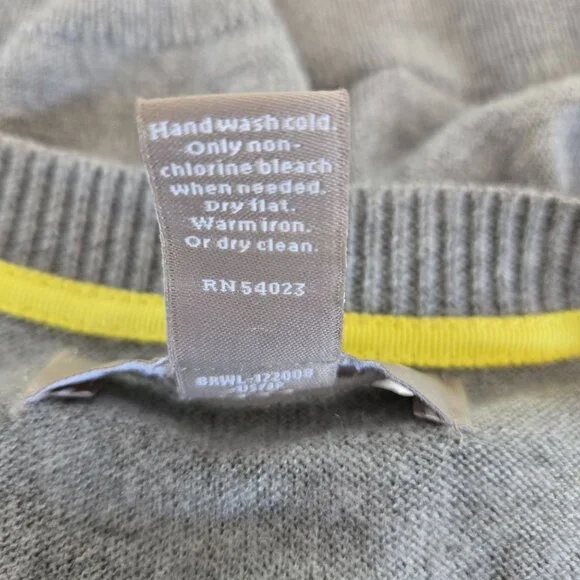 Hand wash cold.
Only non-
chlorine bleach
when needed.
Dry flat.
Warm iron.
Or dry clean.
RN 54023